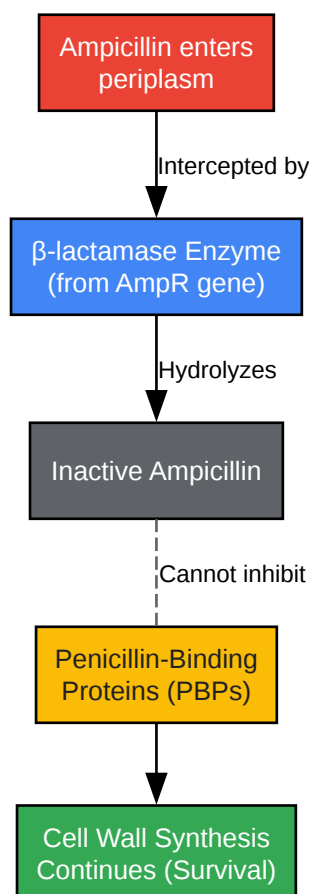 Ampicillin enters
periplasm
Intercepted by
β-lactamase Enzyme
(from AmpR gene)
Hydrolyzes
Inactive Ampicillin
Cannot inhibit
Penicillin-Binding
Proteins (PBPs)
Cell Wall Synthesis
Continues (Survival)